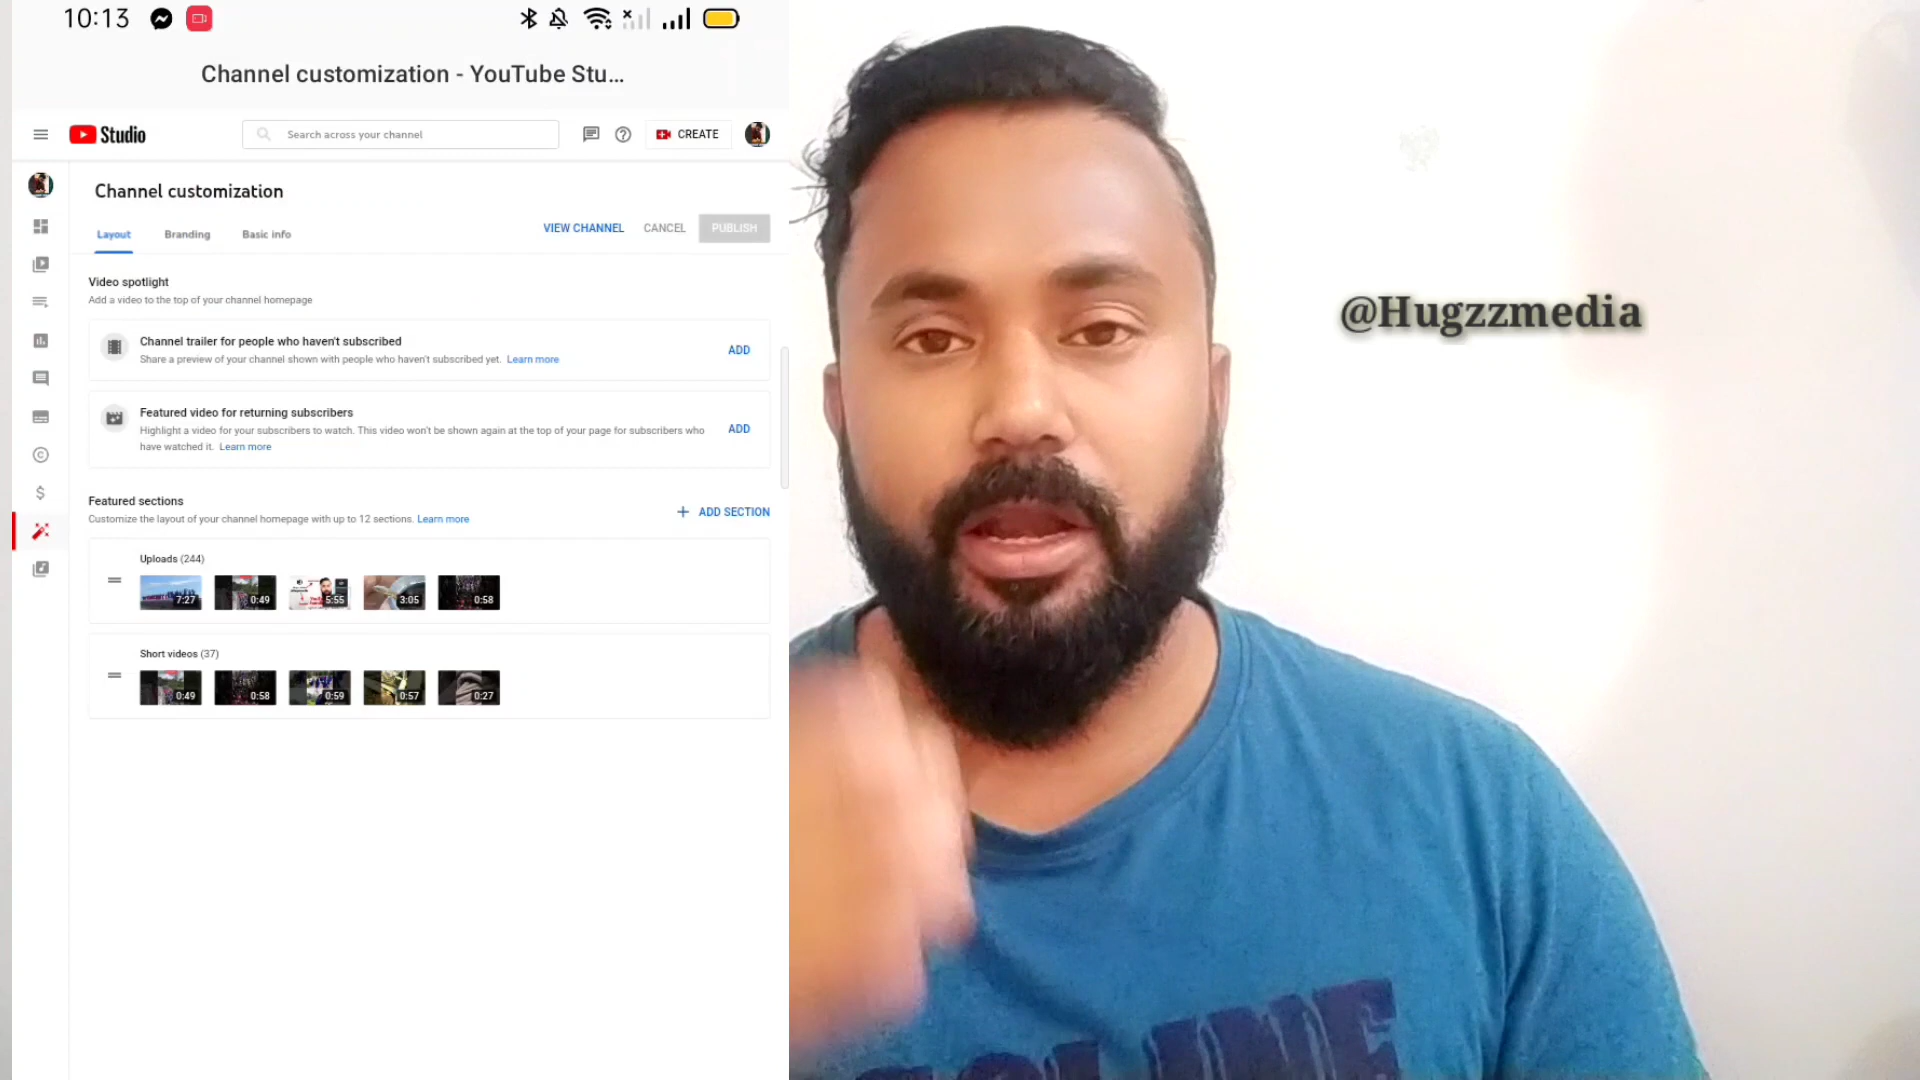 10:13
Channel customization - YouTube Stu...
Studio
Search across your channel
CREATE
Channel customization
Layout Branding Basic info
VIEW CHANNEL CANCEL PUBLISH
Video spotlight
Add a video to the top of your channel homepage
Channel trailer for people who haven't subscribed
Share a preview of your channel shown with people who haven't subscribed yet. Learn more
ADD
Featured video for returning subscribers
Highlight a video for your subscribers to watch. This video won't be shown again at the top of your page for subscribers who
have watched it. Learn more
ADD
Featured sections
Customize the layout of your channel homepage with up to 12 sections. Learn more
+ ADD SECTION
Uploads (244)
7:27 0:49 5:55 3:05 0:58
Short videos (37)
0:49 0:58 0:59 0:57 0:27
@Hugzzmedia